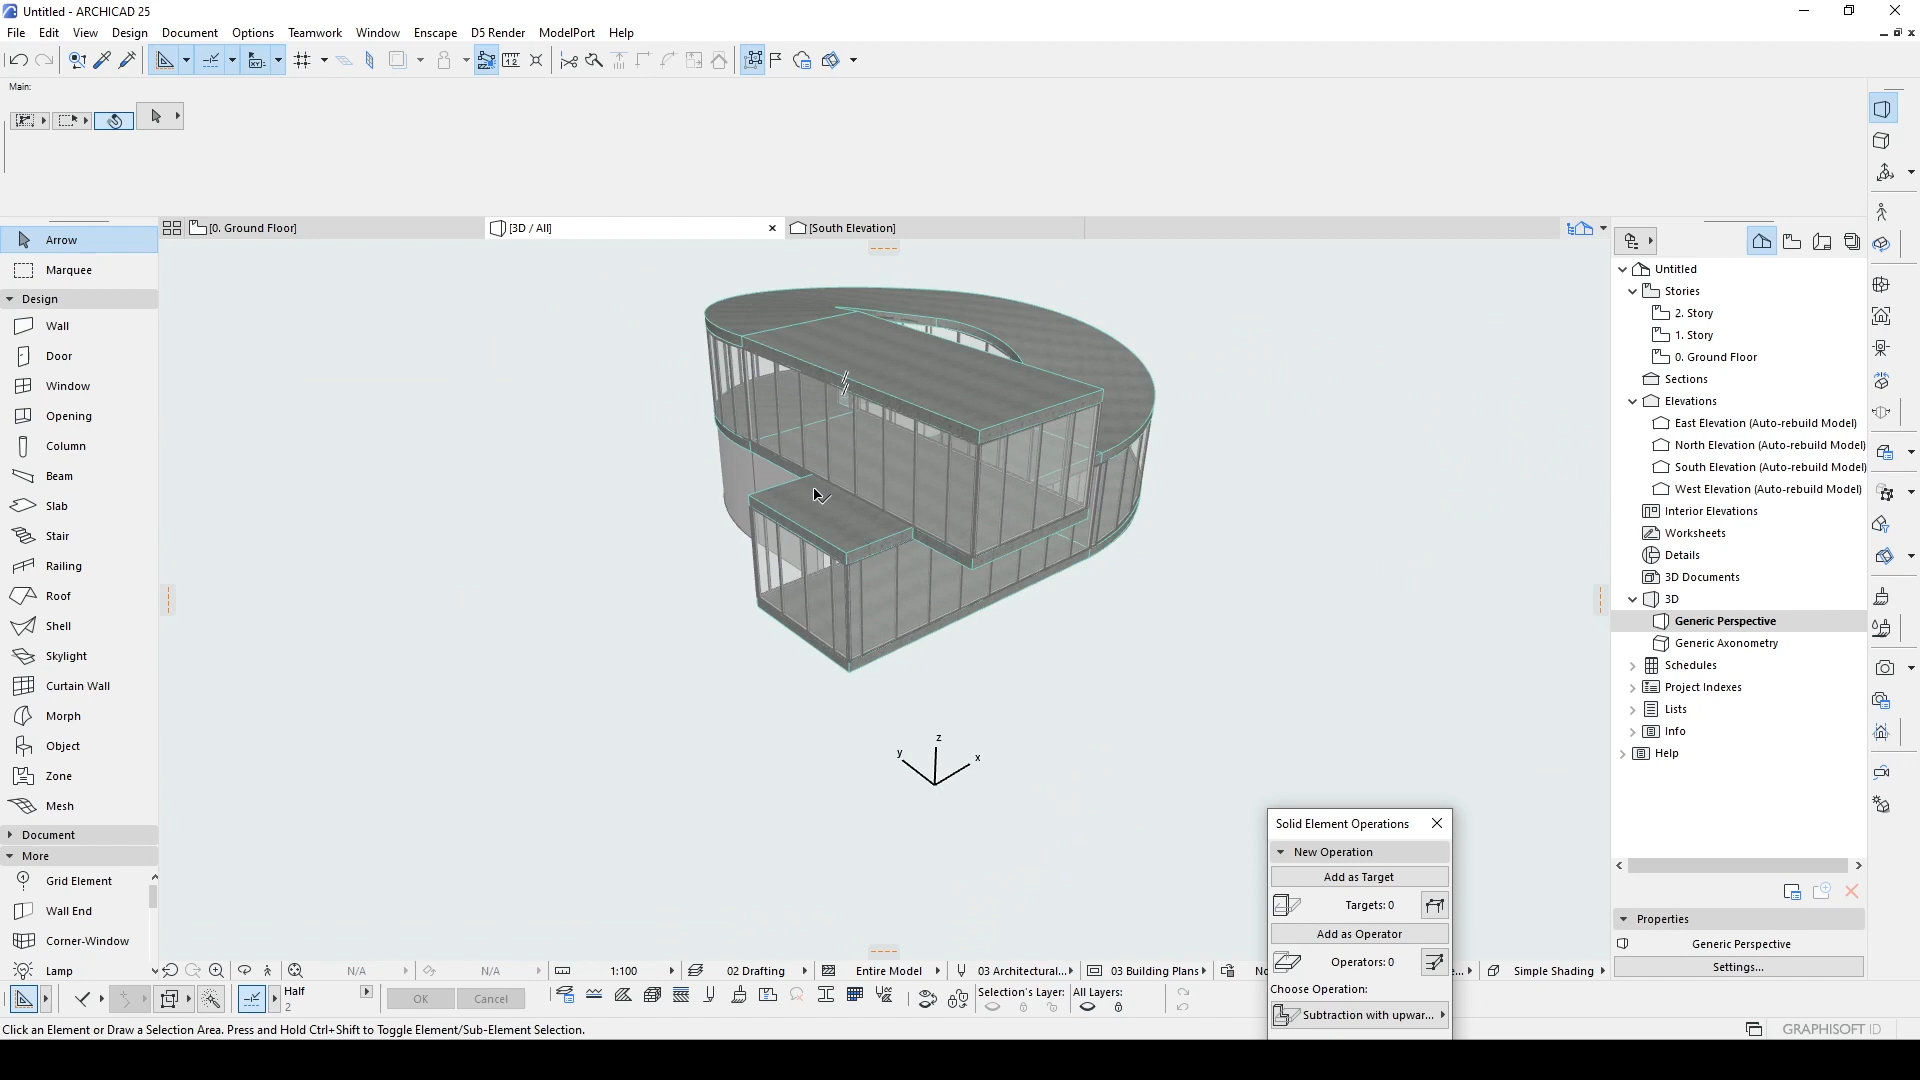 Untitled - ARCHICAD 25
File Edit View Design Document Options Teamwork Window Enscape D5 Render ModelPort Help
Main:
[0. Ground Floor]
[3D / All]
[South Elevation]
Arrow
Marquee
Design
Wall
Door
Window
Opening
Column
Beam
Slab
Stair
Railing
Roof
Shell
Skylight
Curtain Wall
Morph
Object
Zone
Mesh
Document
More
Grid Element
Wall End
Corner-Window
Lamp
z
y
x
Untitled
Stories
2. Story
1. Story
0. Ground Floor
Sections
Elevations
East Elevation (Auto-rebuild Model)
North Elevation (Auto-rebuild Model)
South Elevation (Auto-rebuild Model)
West Elevation (Auto-rebuild Model)
Interior Elevations
Worksheets
Details
3D Documents
3D
Generic Perspective
Generic Axonometry
Schedules
Project Indexes
Lists
Info
Help
Properties
Generic Perspective
Settings...
Solid Element Operations
New Operation
Add as Target
Targets: 0
Add as Operator
Operators: 0
Choose Operation:
Subtraction with upwar...
N/A
N/A
1:100
02 Drafting
Entire Model
03 Architectural...
03 Building Plans
Simple Shading
Half
2
OK
Cancel
Selection's Layer:
All Layers:
Click an Element or Draw a Selection Area. Press and Hold Ctrl+Shift to Toggle Element/Sub-Element Selection.
GRAPHISOFT ID